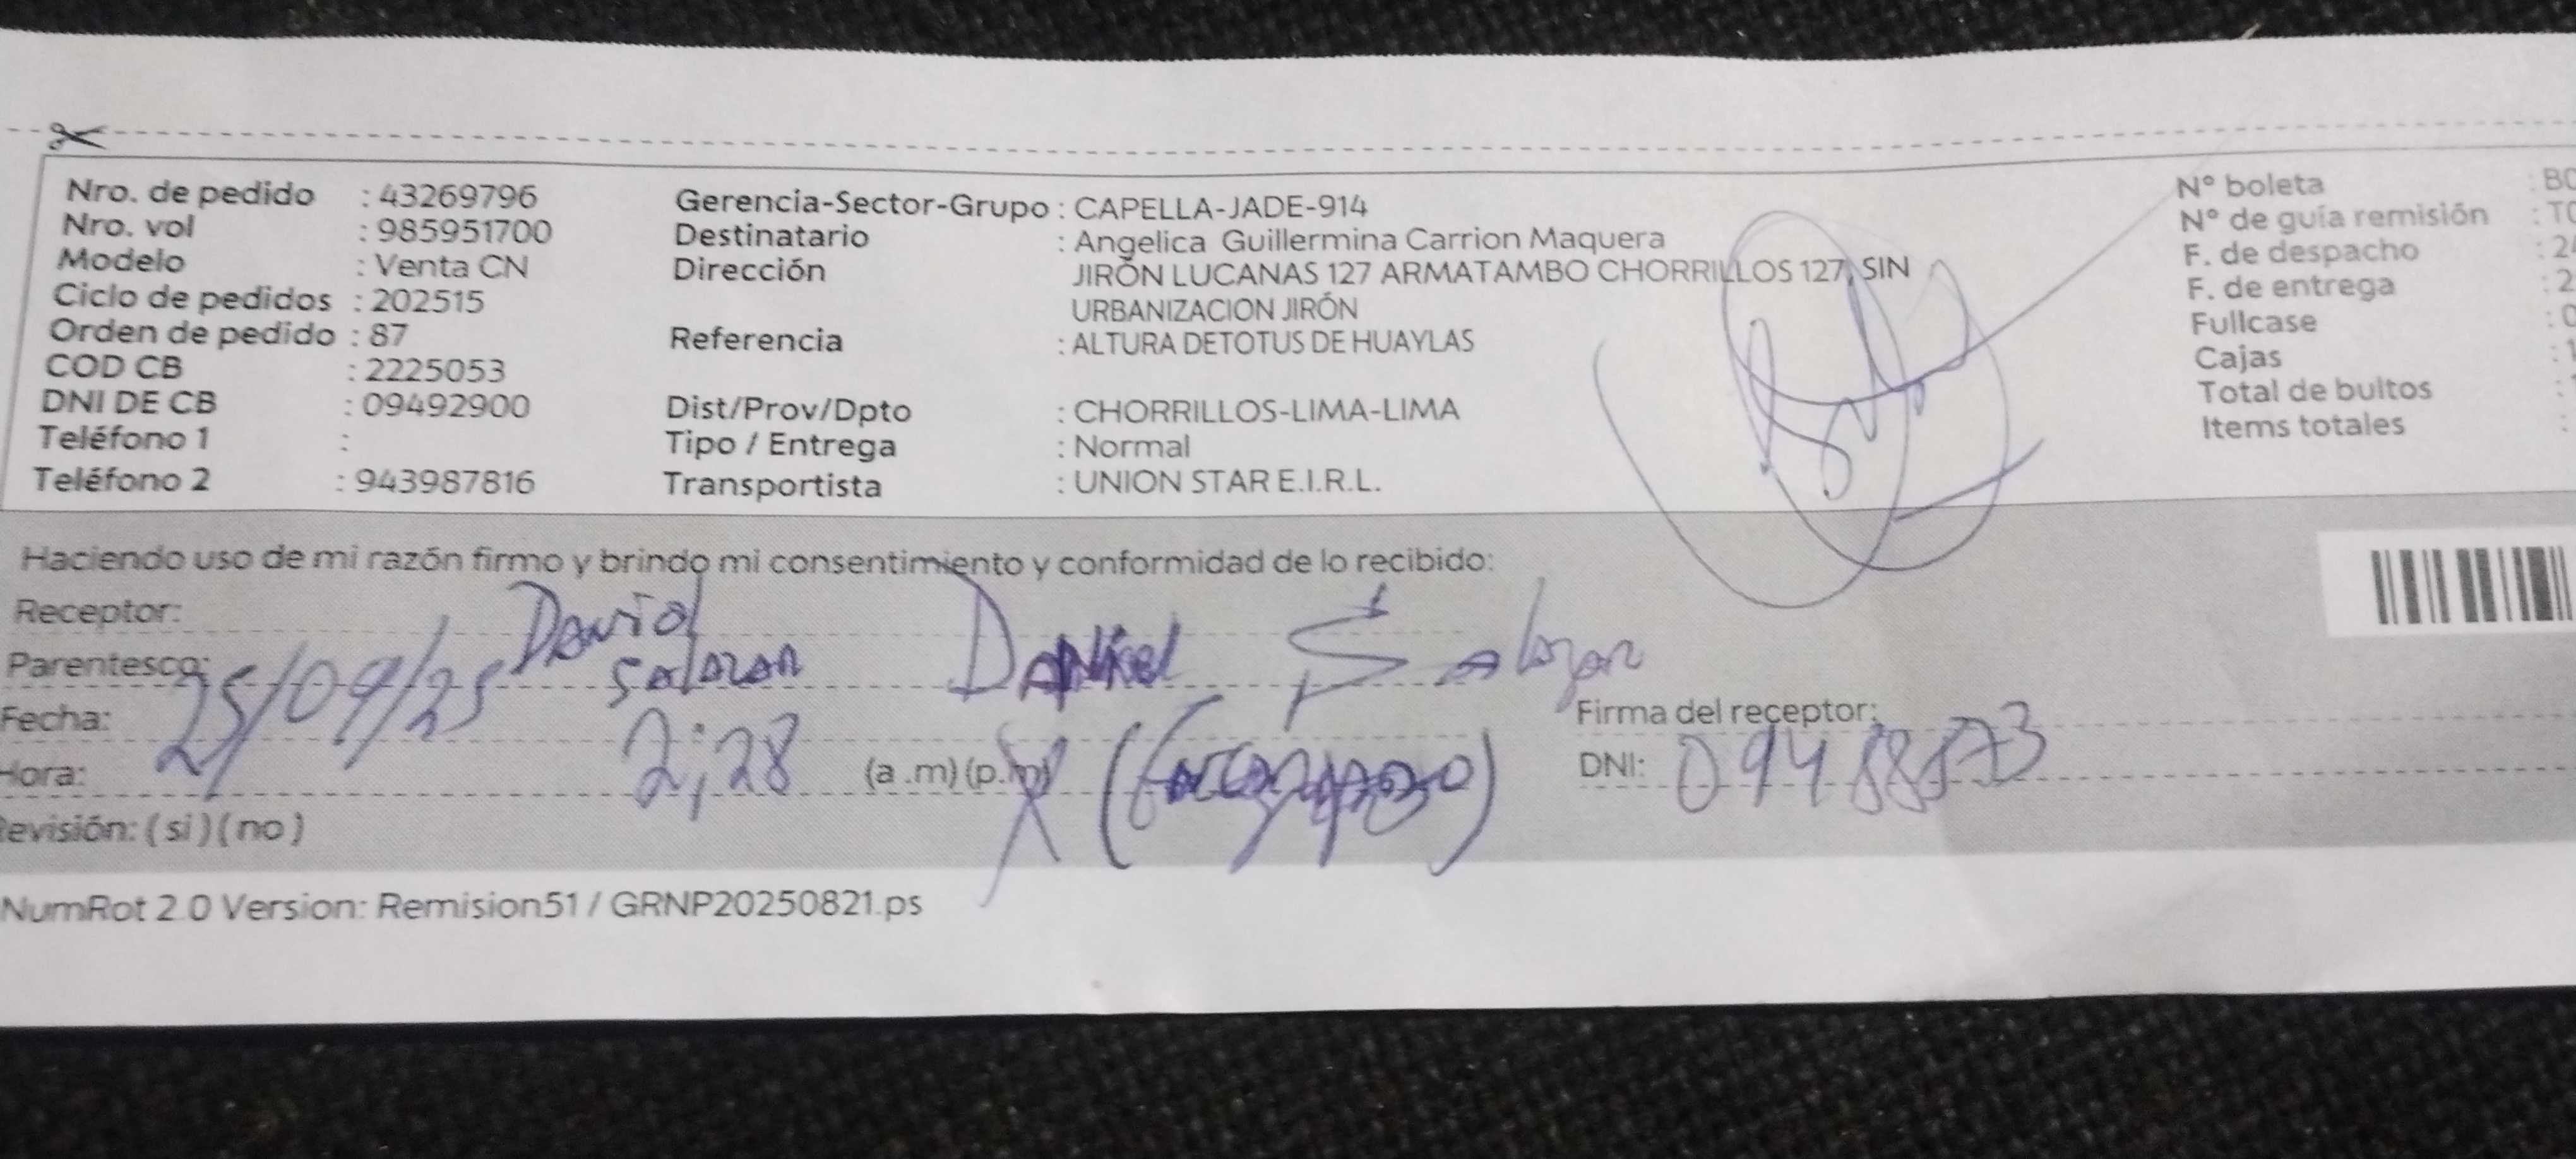 Nro. de pedido : 43269796
Nro. vol : 985951700
Modelo : Venta CN
Ciclo de pedidos : 202515
Orden de pedido : 87
COD CB : 2225053
DNI DE CB : 09492900
Teléfono 1 :
Teléfono 2 : 943987816
Gerencia-Sector-Grupo : CAPELLA-JADE-914
Destinatario : Angelica Guillermina Carrion Maquera
Dirección JIRÓN LUCANAS 127 ARMATAMBO CHORRILLOS 127, SIN
URBANIZACION JIRÓN
Referencia : ALTURA DETOTUS DE HUAYLAS
Dist/Prov/Dpto : CHORRILLOS-LIMA-LIMA
Tipo / Entrega : Normal
Transportista : UNION STAR E.I.R.L.
N° boleta : B
N° de guía remisión : T
F. de despacho : 2
F. de entrega : 2
Fullcase :
Cajas :
Total de bultos :
Items totales :
Haciendo uso de mi razón firmo y brindo mi consentimiento y conformidad de lo recibido:
Receptor: Daniel Daniel S
Parentesco: Salazar Salazar
Fecha: 25/09/25 Firma del receptor:
Hora: 2:28 (a .m) (p.m) DNI:
Revisión: ( si ) ( no )
NumRot 2.0 Version: Remision51 / GRNP20250821.ps